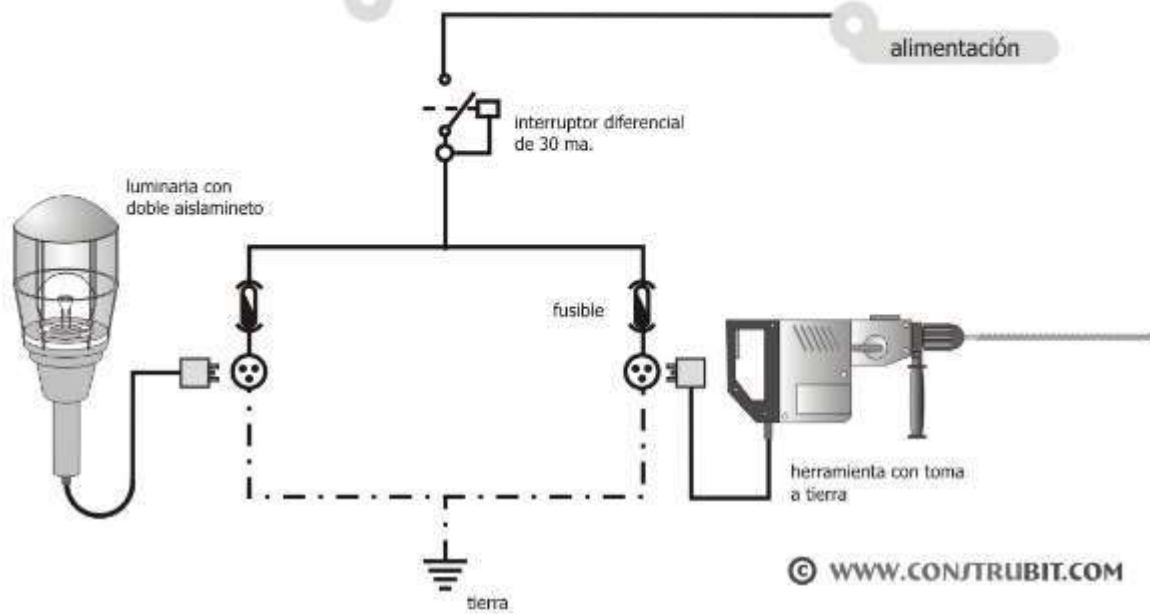 alimentación
interruptor diferencial
de 30 ma.
luminaria con
doble aislamineto
fusible
herramienta con toma
a tierra
tierra
© WWW.CONSTRUBIT.COM